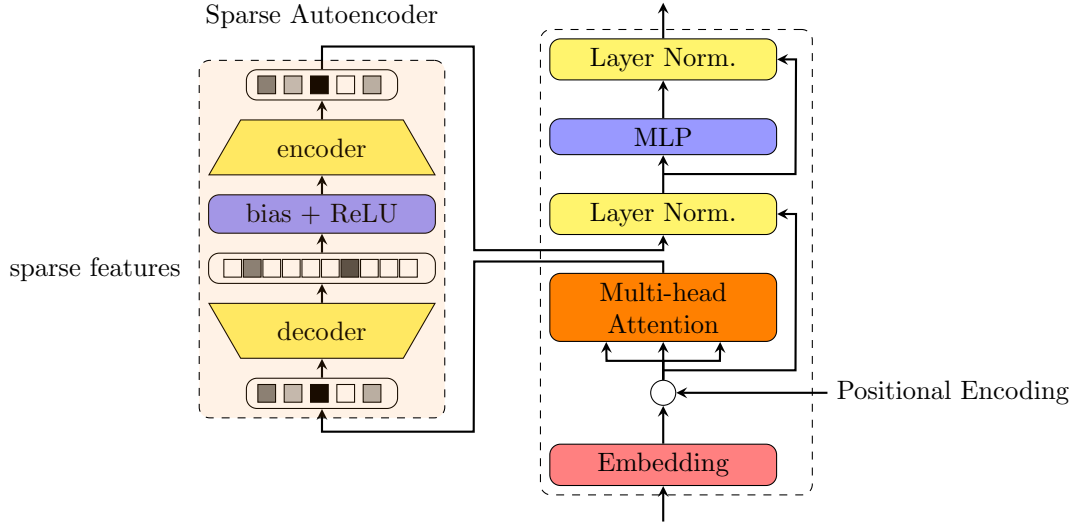 Sparse Autoencoder
encoder
bias + ReLU
sparse features
decoder
Layer Norm.
MLP
Layer Norm.
Multi-head
Attention
Positional Encoding
Embedding